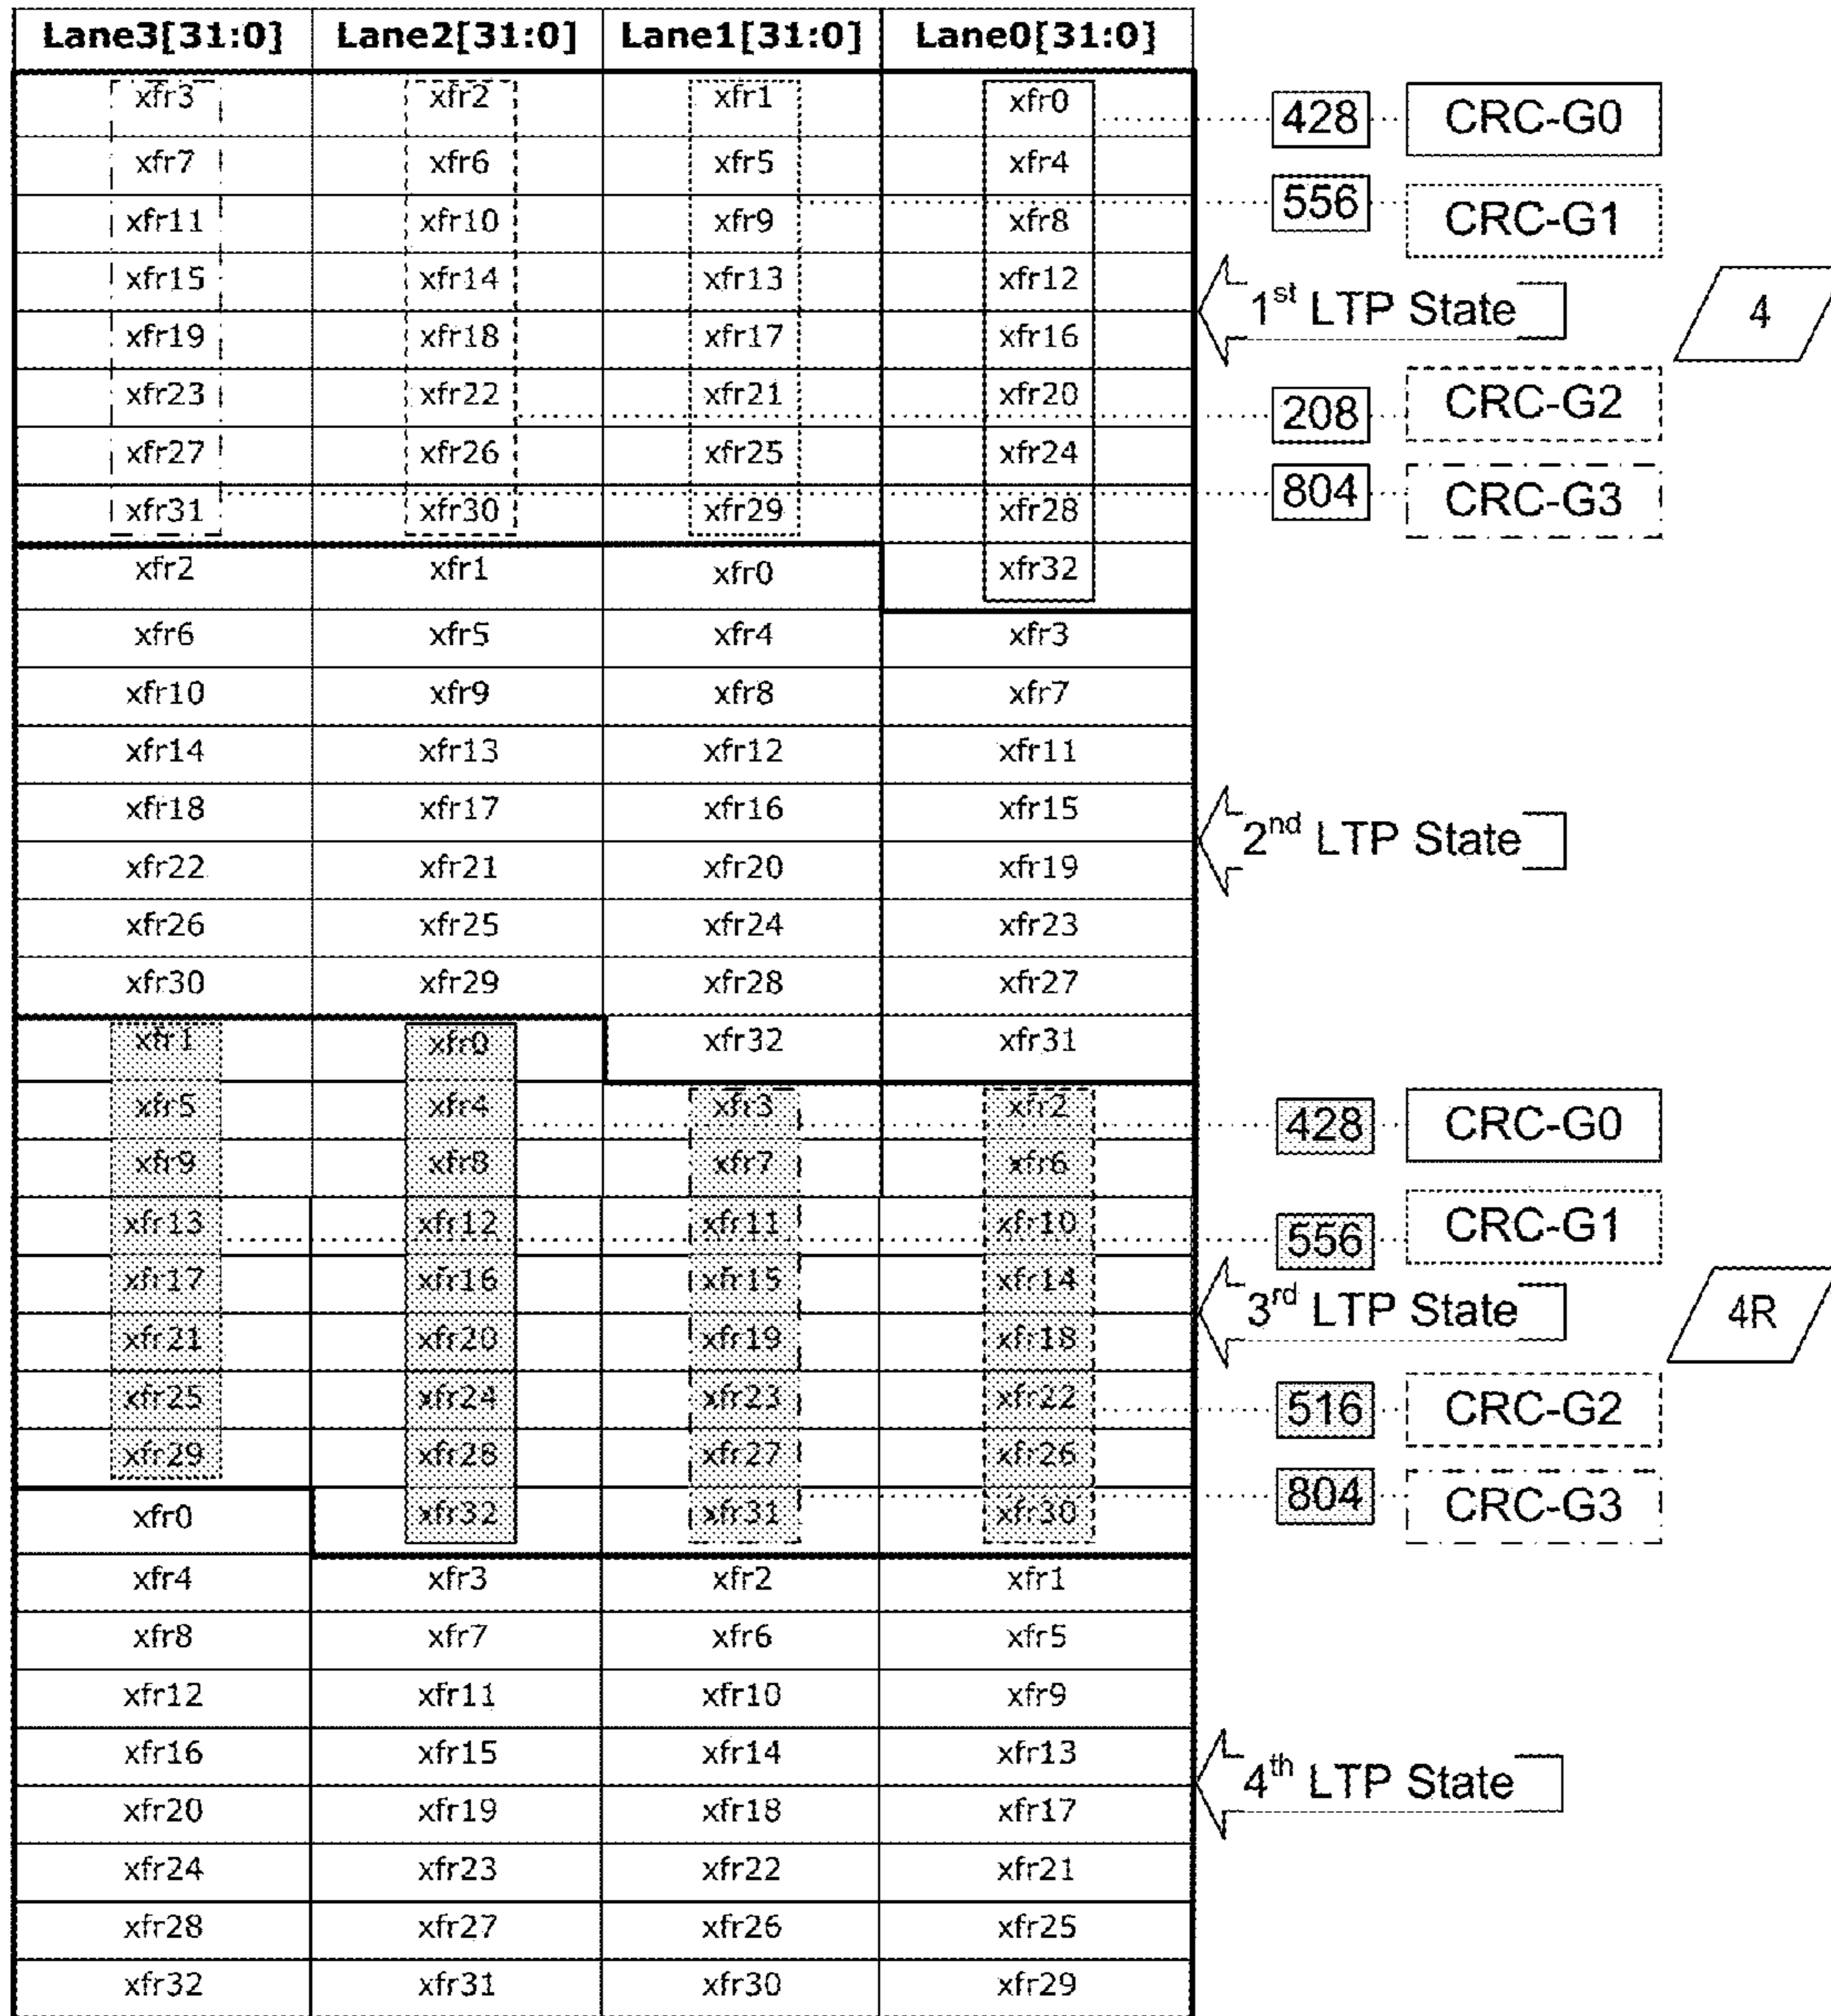 Lane3[31:0] Lane2[31:0] Lane1[31:0] Lane0[31:0]
xfr3 xfr2 xfr1 xfr0 428 CRC-G0
xfr7 xfr6 xfr5 xfr4
xfr11 xfr10 xfr9 xfr8 556 CRC-G1
xfr15 xfr14 xfr13 xfr12 1st LTP State 4
xfr19 xfr18 xfr17 xfr16
xfr23 xfr22 xfr21 xfr20 208 CRC-G2
xfr27 xfr26 xfr25 xfr24
xfr31 xfr30 xfr29 xfr28 804 CRC-G3
xfr2 xfr1 xfr0 xfr32
xfr6 xfr5 xfr4 xfr3
xfr10 xfr9 xfr8 xfr7
xfr14 xfr13 xfr12 xfr11
xfr18 xfr17 xfr16 xfr15 2nd LTP State
xfr22 xfr21 xfr20 xfr19
xfr26 xfr25 xfr24 xfr23
xfr30 xfr29 xfr28 xfr27
xfr1 xfr0 xfr32 xfr31
xfr5 xfr4 xfr3 xfr2 428 CRC-G0
xfr9 xfr8 xfr7 xfr6
xfr13 xfr12 xfr11 xfr10 556 CRC-G1
xfr17 xfr16 xfr15 xfr14 3rd LTP State 4R
xfr21 xfr20 xfr19 xfr18
xfr25 xfr24 xfr23 xfr22 516 CRC-G2
xfr29 xfr28 xfr27 xfr26
xfr0 xfr32 xfr31 xfr30 804 CRC-G3
xfr4 xfr3 xfr2 xfr1
xfr8 xfr7 xfr6 xfr5
xfr12 xfr11 xfr10 xfr9
xfr16 xfr15 xfr14 xfr13 4th LTP State
xfr20 xfr19 xfr18 xfr17
xfr24 xfr23 xfr22 xfr21
xfr28 xfr27 xfr26 xfr25
xfr32 xfr31 xfr30 xfr29